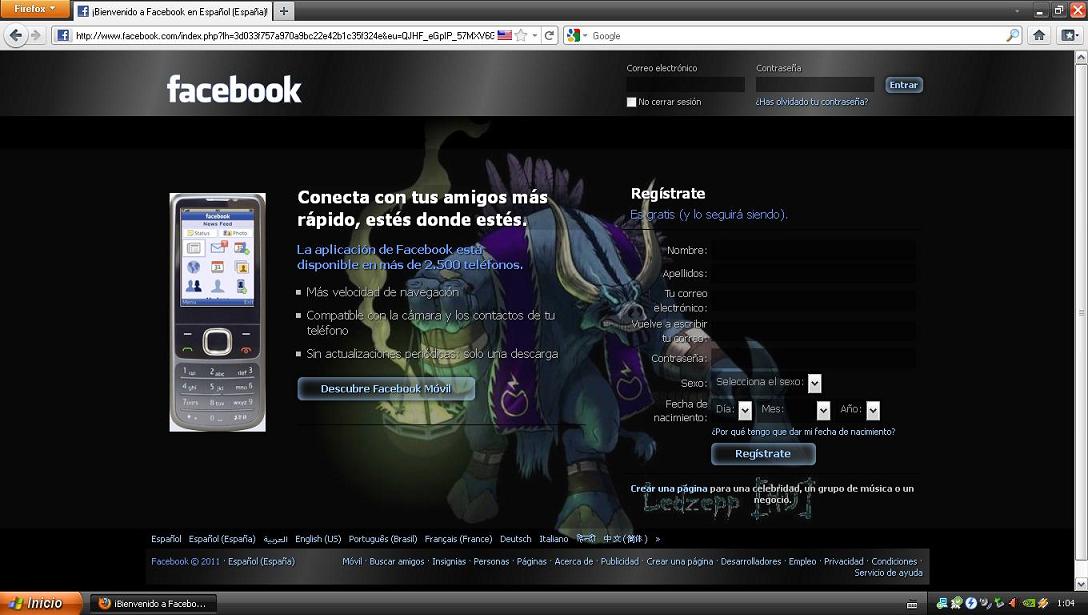 Firefox
¡Bienvenido a Facebook en Español (España)!
http://www.facebook.com/index.php?lh=3d033f757a970a9bc22e42b1c35f324e&eu=QJHF_eGpIP_57MXV6G
Google
facebook
Correo electrónico
Contraseña
Entrar
No cerrar sesión
¿Has olvidado tu contraseña?
Conecta con tus amigos más
rápido, estés donde estés.
La aplicación de Facebook está
disponible en más de 2.500 teléfonos.
Más velocidad de navegación
Compatible con la cámara y los contactos de tu
teléfono
Sin actualizaciones periódicas: solo una descarga
Descubre Facebook Móvil
facebook
News Feed
Status
Photo
Menu
Exit
Regístrate
Es gratis (y lo seguirá siendo).
Nombre:
Apellidos:
Tu correo
electrónico:
Vuelve a escribir
tu correo:
Contraseña:
Sexo: Selecciona el sexo:
Fecha de
nacimiento:
Día: Mes: Año:
¿Por qué tengo que dar mi fecha de nacimiento?
Regístrate
Crear una página para una celebridad, un grupo de música o un
negocio.
Ledzepp [HD]
Español Español (España) العربية English (US) Português (Brasil) Français (France) Deutsch Italiano हिन्दी 中文(简体) »
Facebook © 2011 · Español (España)
Móvil · Buscar amigos · Insignias · Personas · Páginas · Acerca de · Publicidad · Crear una página · Desarrolladores · Empleo · Privacidad · Condiciones ·
Servicio de ayuda
Inicio
¡Bienvenido a Facebo...
1:04